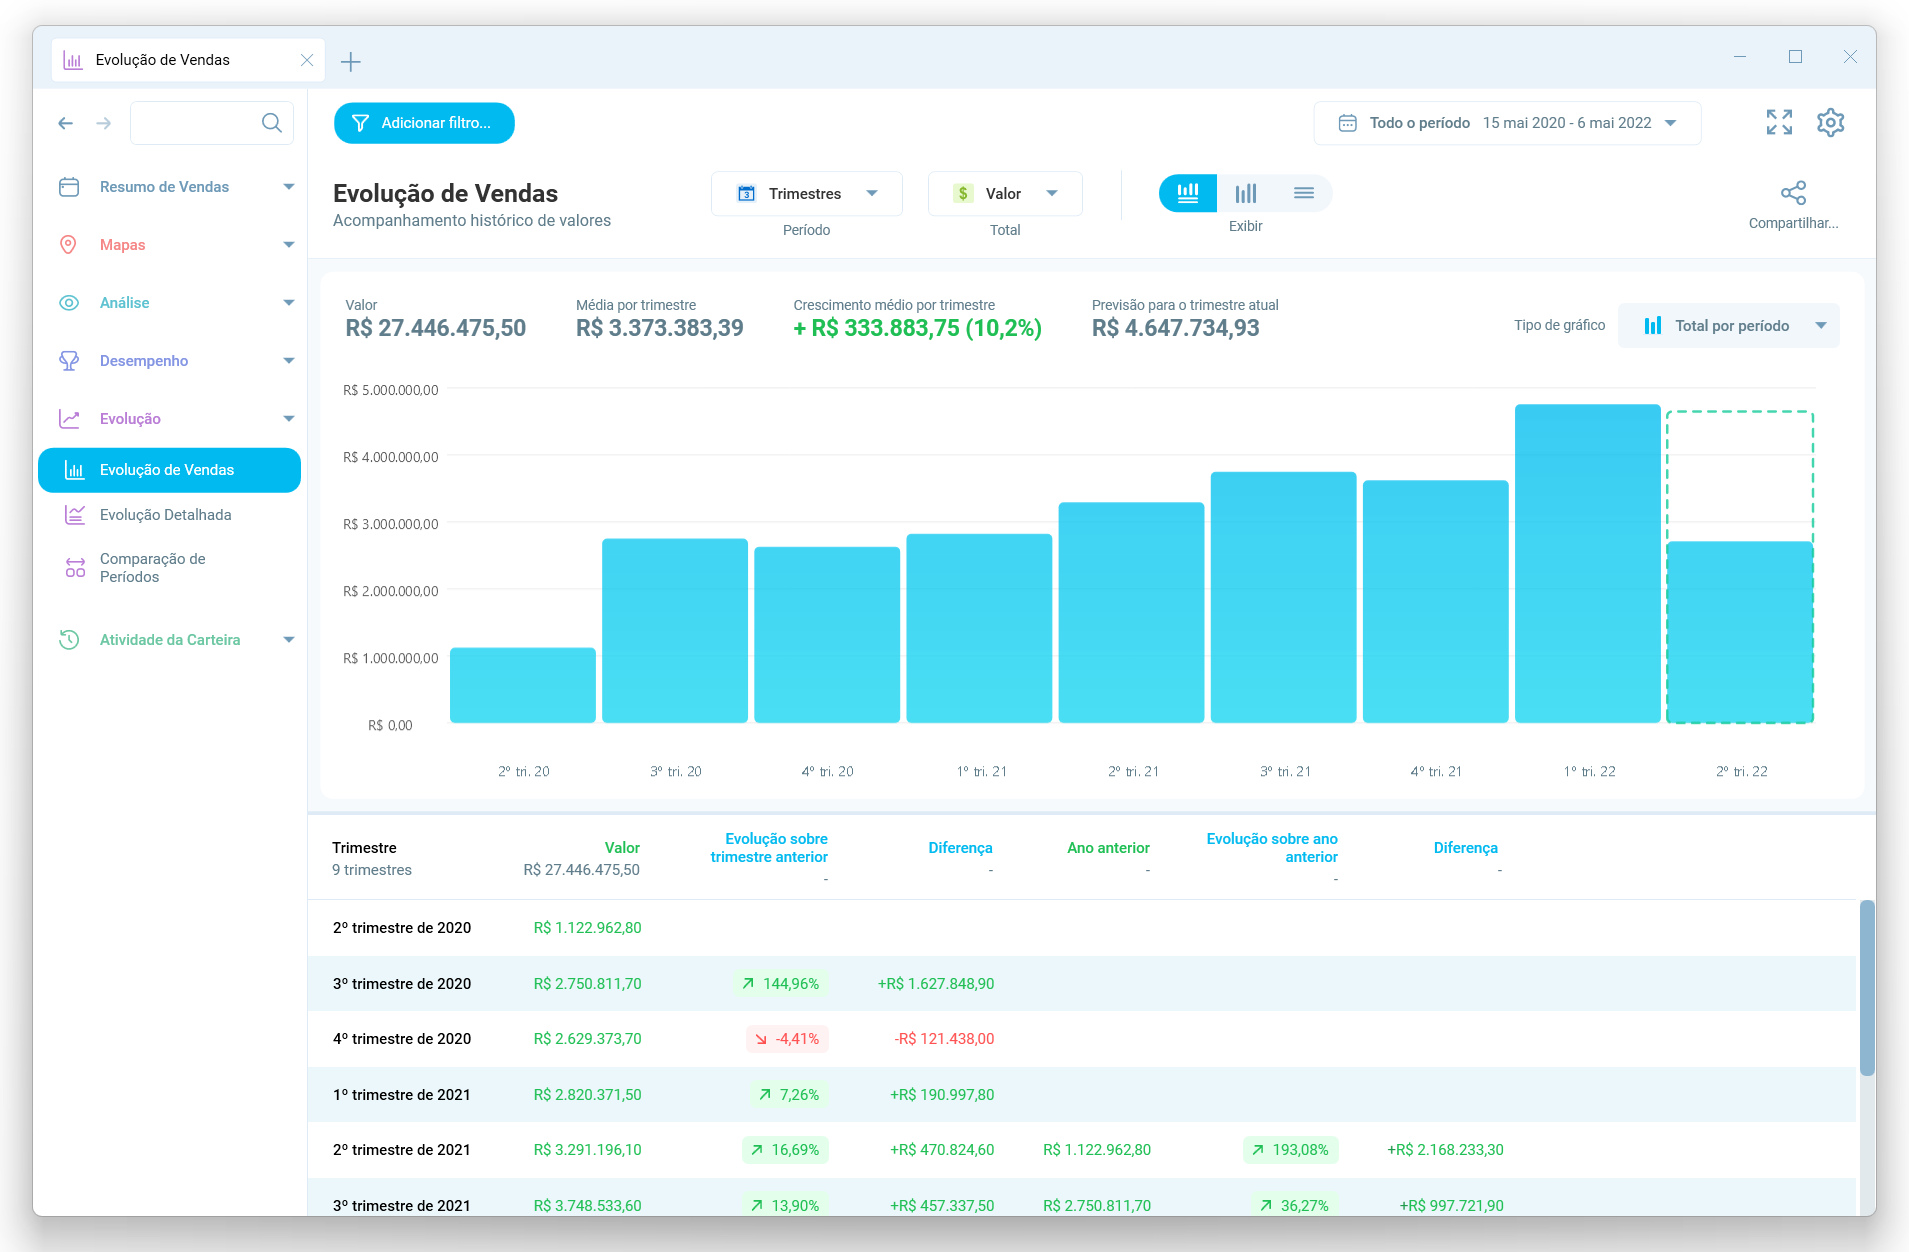 Evolução de Vendas
Adicionar filtro...
Todo o período 15 mai 2020 - 6 mai 2022
Resumo de Vendas
Mapas
Análise
Desempenho
Evolução
Evolução de Vendas
Evolução Detalhada
Comparação de
Períodos
Atividade da Carteira
Evolução de Vendas
Acompanhamento histórico de valores
3 Trimestres
Período
$ Valor
Total
Exibir
Compartilhar...
Valor
R$ 27.446.475,50
Média por trimestre
R$ 3.373.383,39
Crescimento médio por trimestre
+ R$ 333.883,75 (10,2%)
Previsão para o trimestre atual
R$ 4.647.734,93
Tipo de gráfico
Total por período
R$ 5.000.000,00
R$ 4.000.000,00
R$ 3.000.000,00
R$ 2.000.000,00
R$ 1.000.000,00
R$ 0,00
2º tri. 20 3º tri. 20 4º tri. 20 1º tri. 21 2º tri. 21 3º tri. 21 4º tri. 21 1º tri. 22 2º tri. 22
Trimestre
9 trimestres
Valor
R$ 27.446.475,50
Evolução sobre
trimestre anterior
-
Diferença
-
Ano anterior
-
Evolução sobre ano
anterior
-
Diferença
-
2º trimestre de 2020 R$ 1.122.962,80
3º trimestre de 2020 R$ 2.750.811,70 144,96% +R$ 1.627.848,90
4º trimestre de 2020 R$ 2.629.373,70 -4,41% -R$ 121.438,00
1º trimestre de 2021 R$ 2.820.371,50 7,26% +R$ 190.997,80
2º trimestre de 2021 R$ 3.291.196,10 16,69% +R$ 470.824,60 R$ 1.122.962,80 193,08% +R$ 2.168.233,30
3º trimestre de 2021 R$ 3.748.533,60 13,90% +R$ 457.337,50 R$ 2.750.811,70 36,27% +R$ 997.721,90